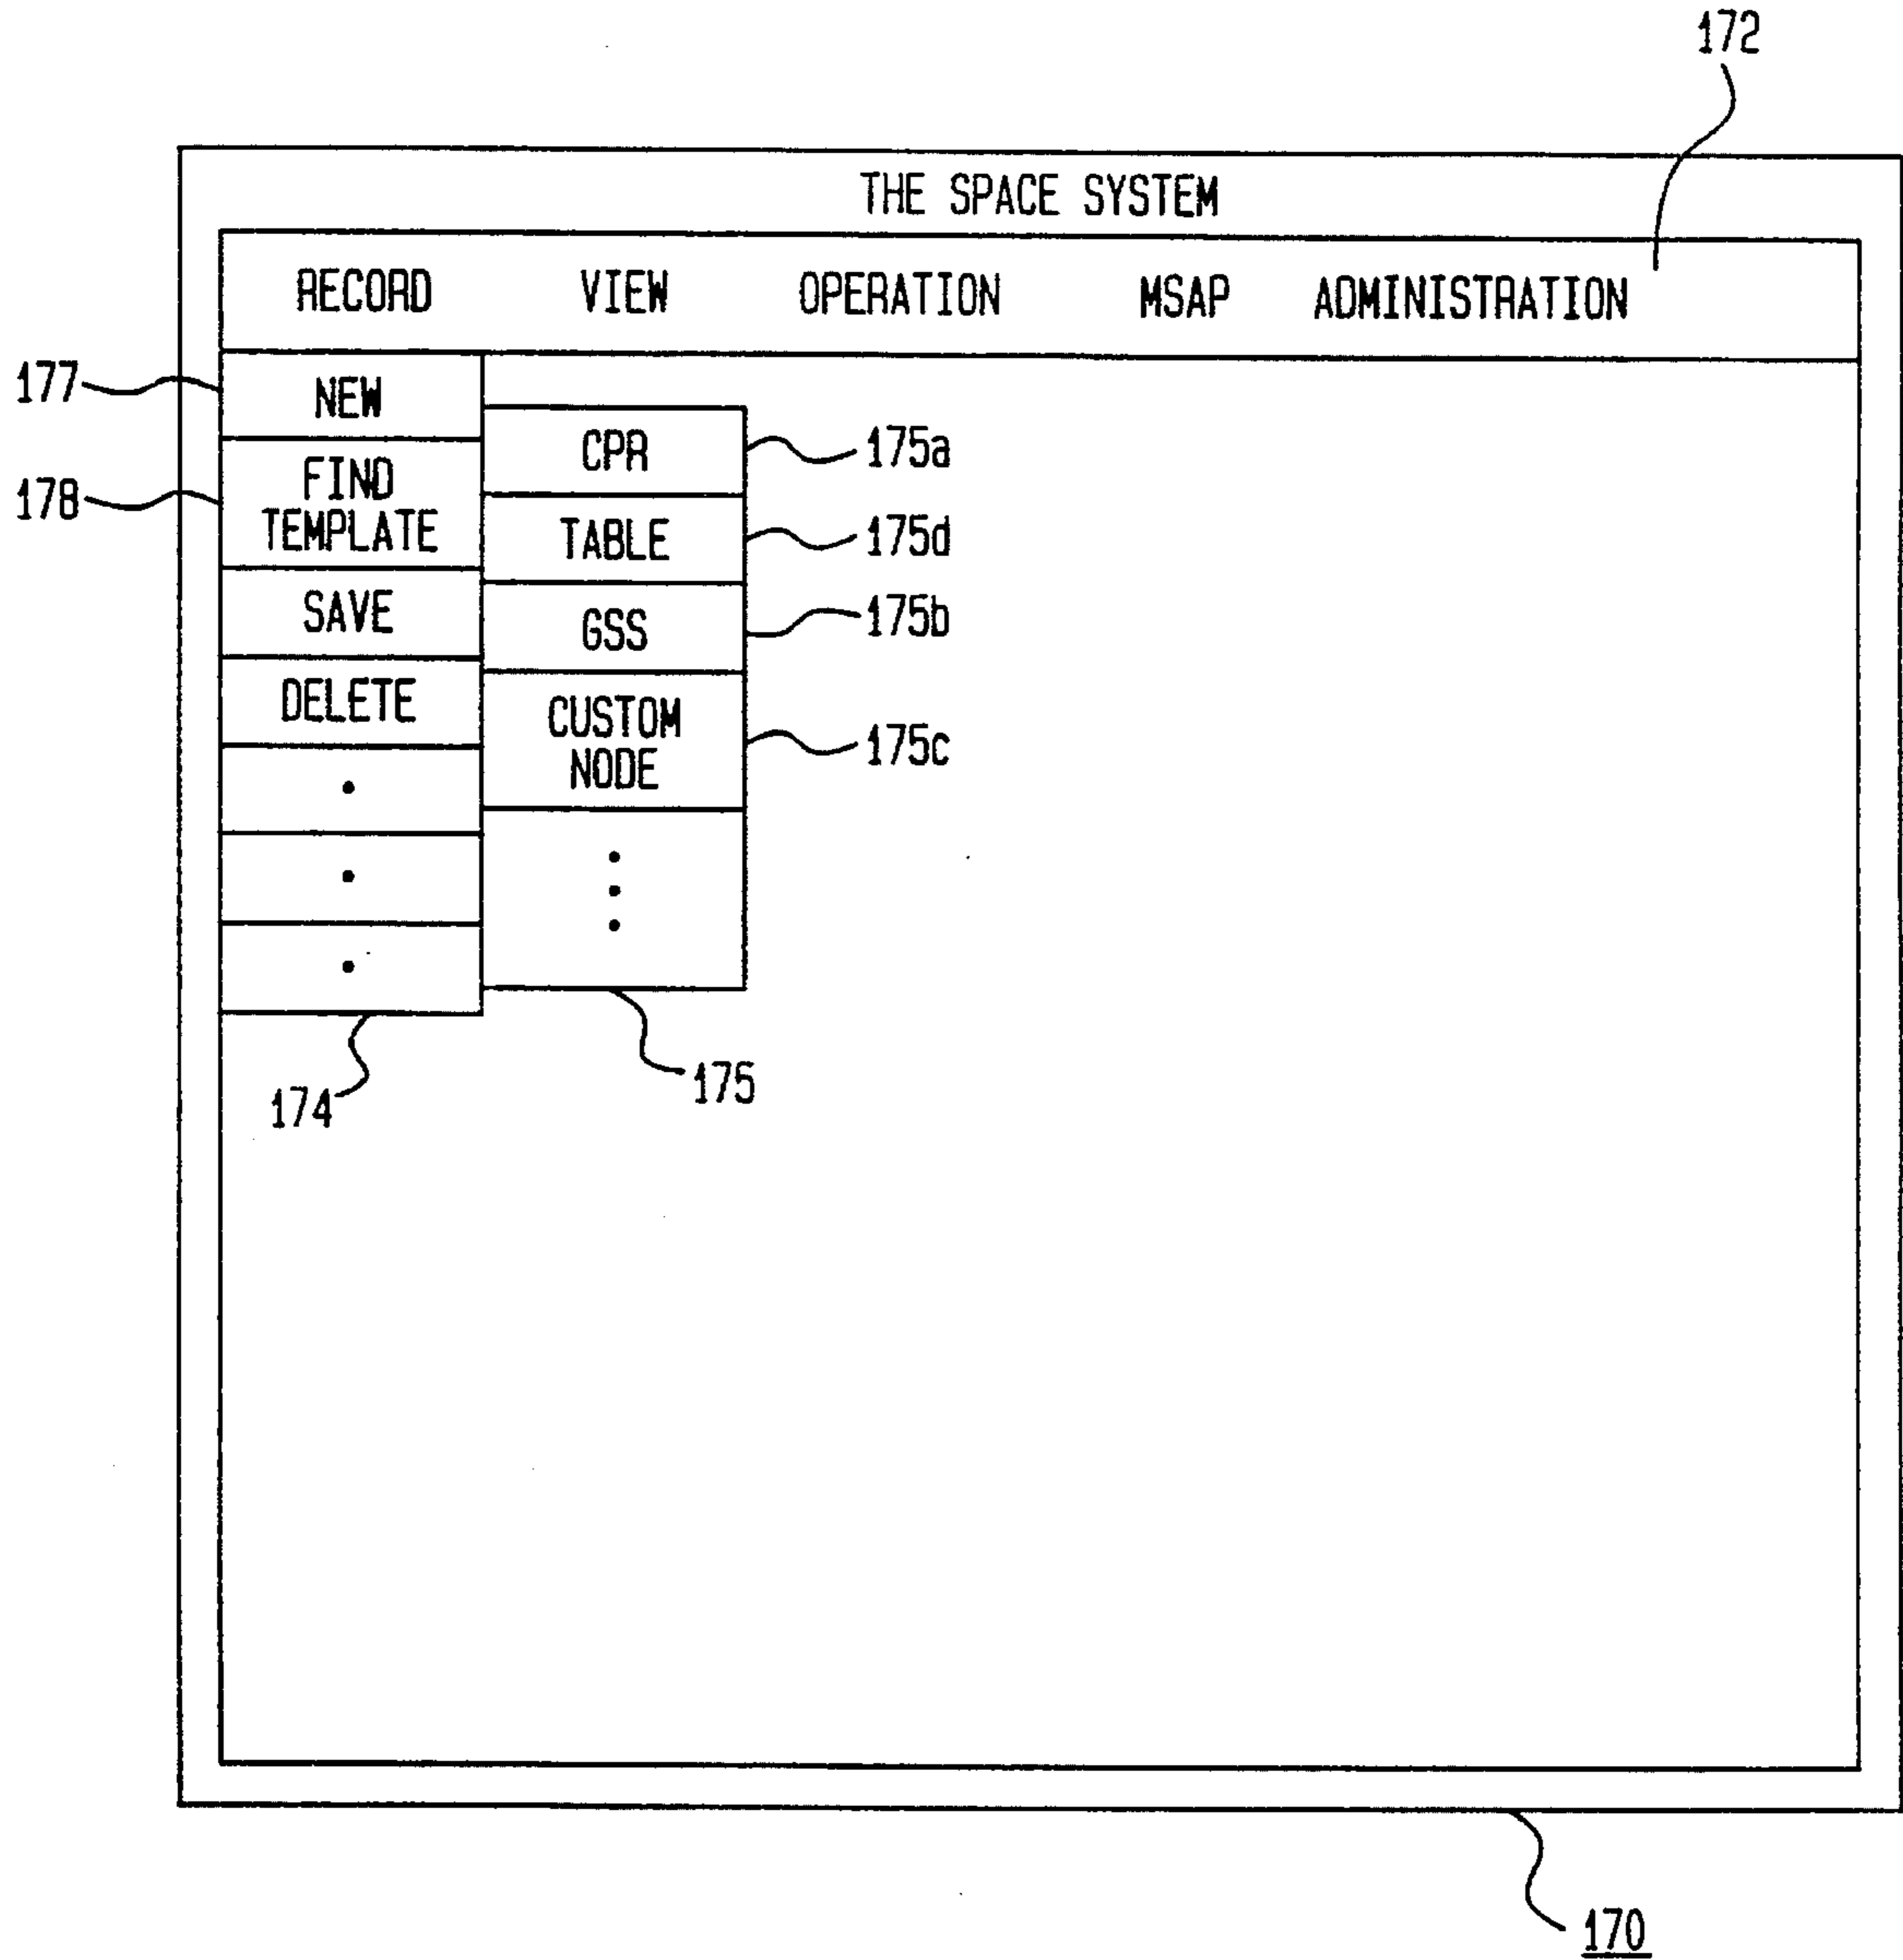 172
THE SPACE SYSTEM
RECORD VIEW OPERATION MSAP ADMINISTRATION
177
NEW
178
FIND
TEMPLATE
SAVE
DELETE
CPR
175a
TABLE
175d
GSS
175b
CUSTOM
NODE
175c
174
175
170